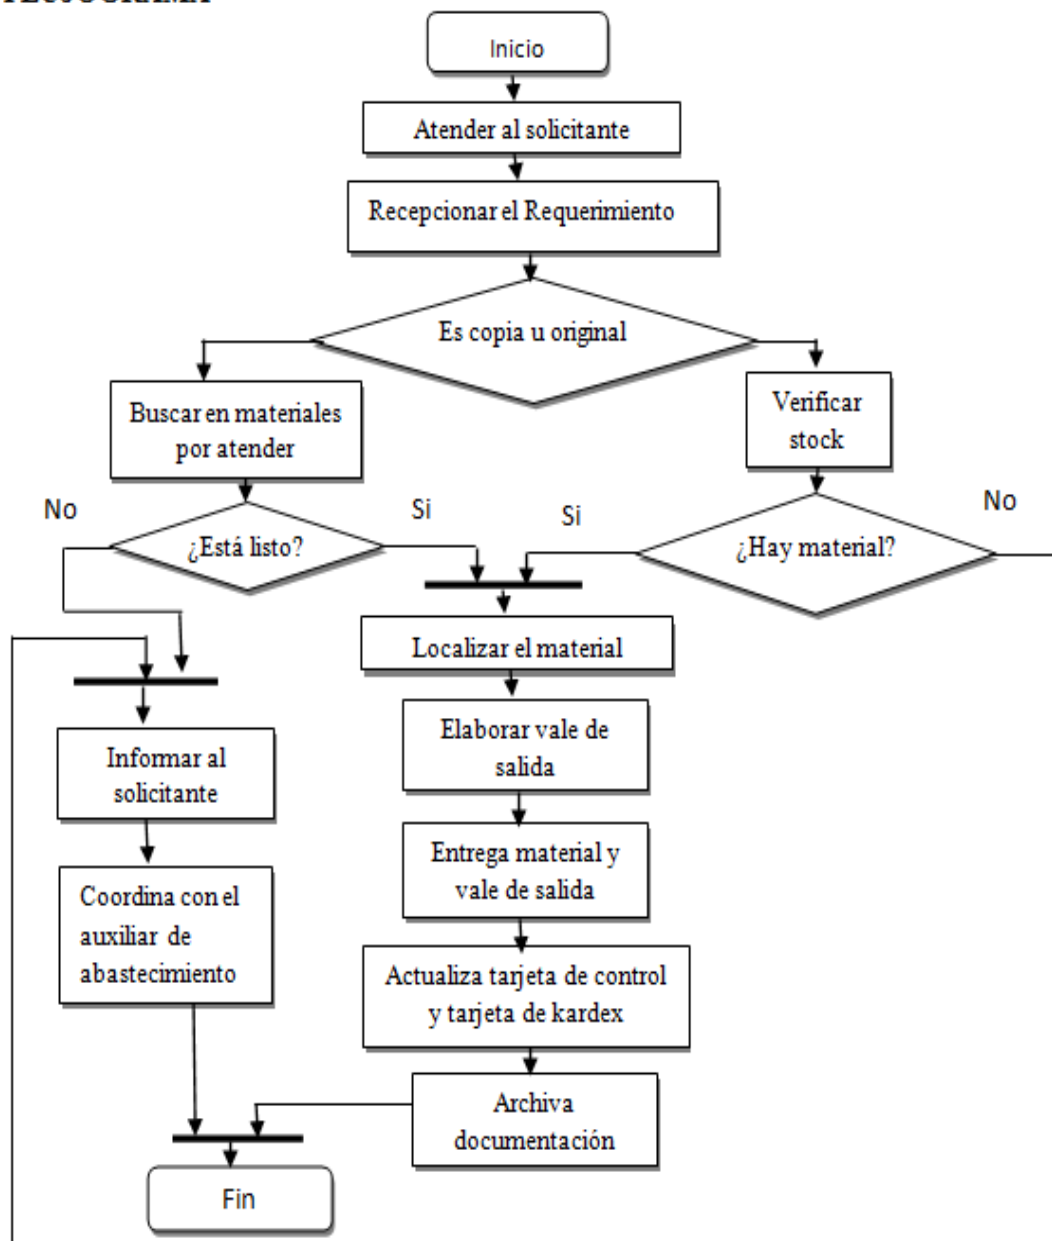 Inicio
Atender al solicitante
Recepcionar el Requerimiento
Es copia u original
Buscar en materiales
por atender
Verificar
stock
No
Si
Si
No
¿Está listo?
¿Hay material?
Localizar el material
Elaborar vale de
salida
Informar al
solicitante
Entrega material y
vale de salida
Coordina con el
auxiliar de
abastecimiento
Actualiza tarjeta de control
y tarjeta de kardex
Archiva
documentación
Fin